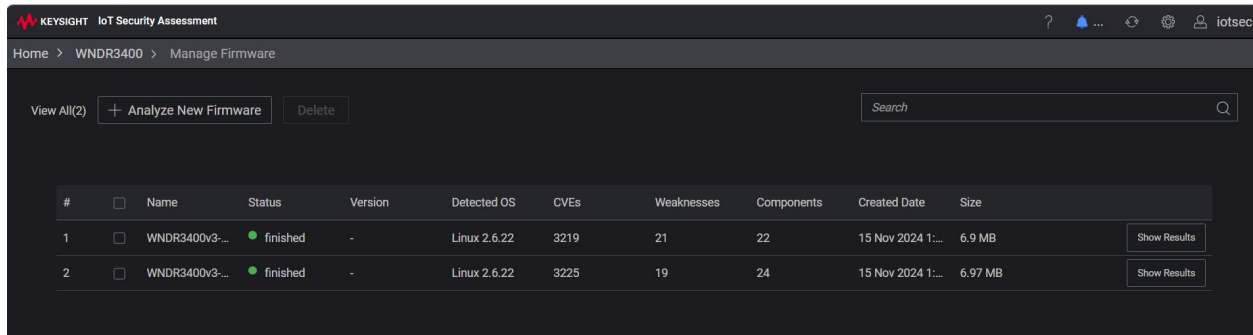 KEYSIGHT IoT Security Assessment ? ... iotsec
Home > WNDR3400 > Manage Firmware
View All(2) + Analyze New Firmware Delete Search
# Name Status Version Detected OS CVEs Weaknesses Components Created Date Size
1 WNDR3400v3-... finished - Linux 2.6.22 3219 21 22 15 Nov 2024 1:... 6.9 MB Show Results
2 WNDR3400v3-... finished - Linux 2.6.22 3225 19 24 15 Nov 2024 1:... 6.97 MB Show Results